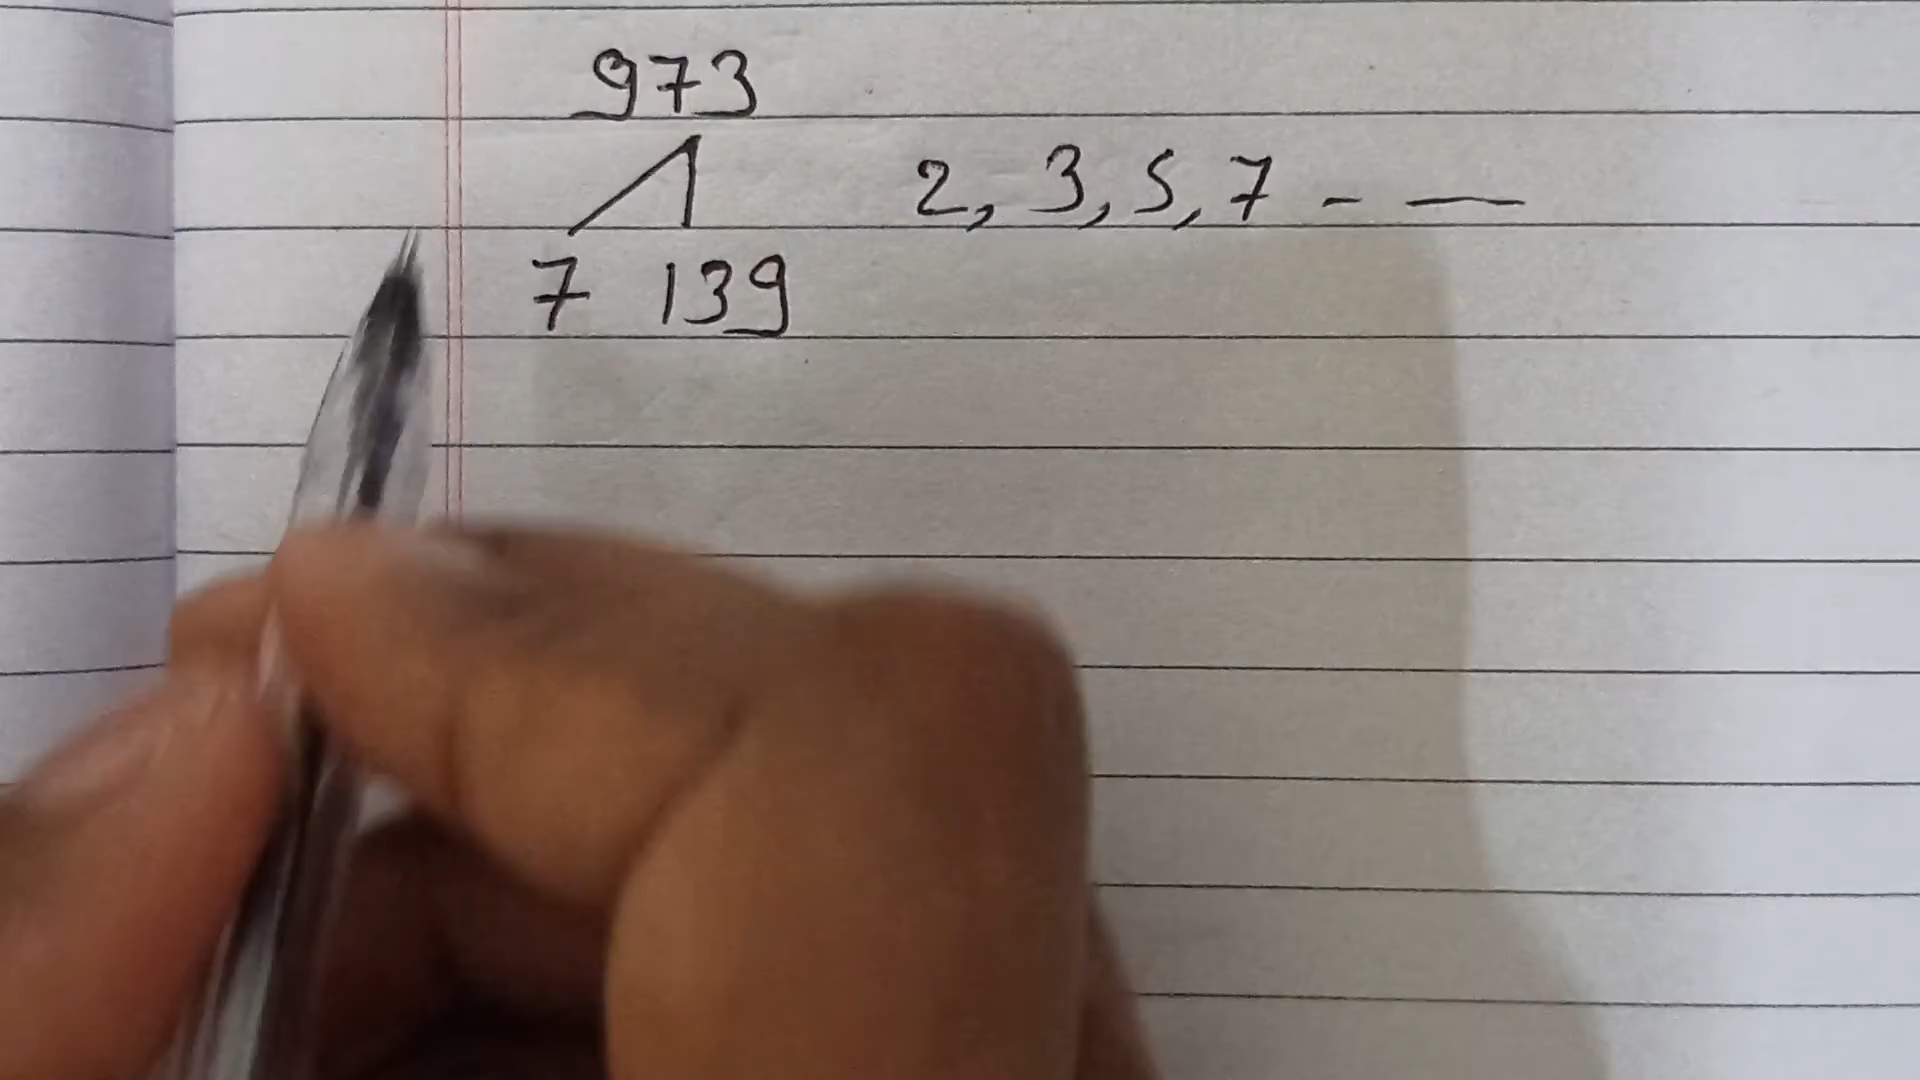 973
2, 3, 5, 7 - —
7 139